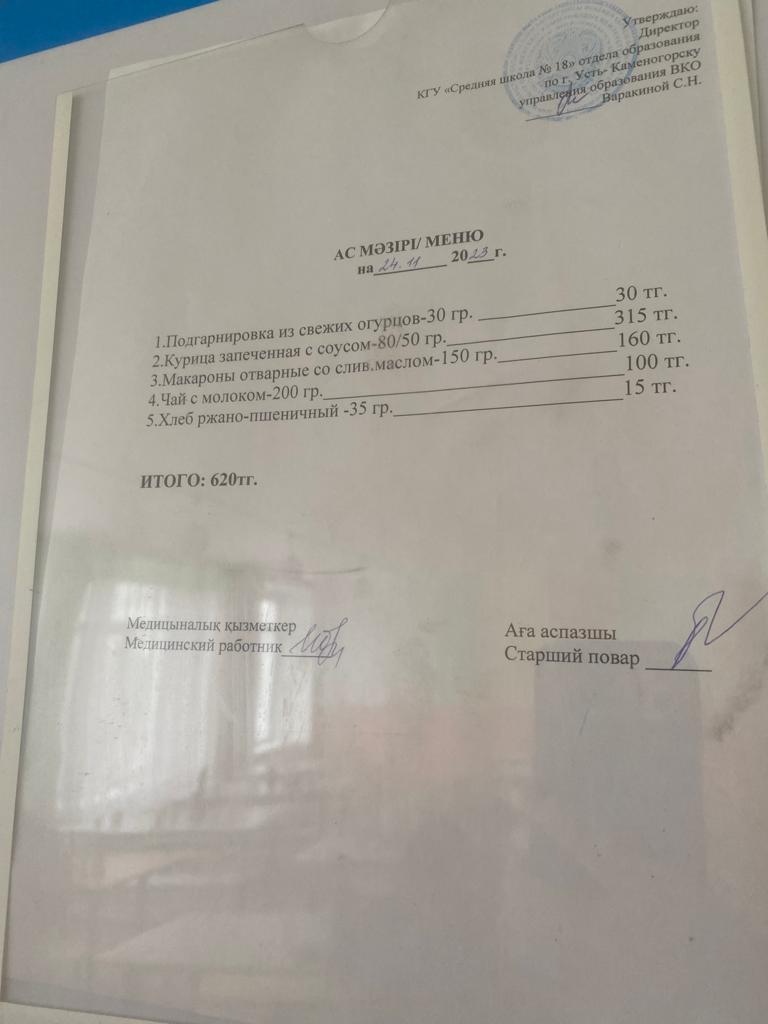 Утверждаю:
Директор
КГУ «Средняя школа № 18» отдела образования
по г. Усть- Каменогорску
управления образования ВКО
Варакиной С.Н.
АС МӘЗІРІ/ МЕНЮ
на 24.11 2023 г.
1.Подгарнировка из свежих огурцов-30 гр. 30 тг.
2.Курица запеченная с соусом-80/50 гр. 315 тг.
3.Макароны отварные со слив.маслом-150 гр. 160 тг.
4.Чай с молоком-200 гр. 100 тг.
5.Хлеб ржано-пшеничный -35 гр. 15 тг.
ИТОГО: 620тг.
Медицыналық қызметкер
Медицинский работник
Аға аспазшы
Старший повар